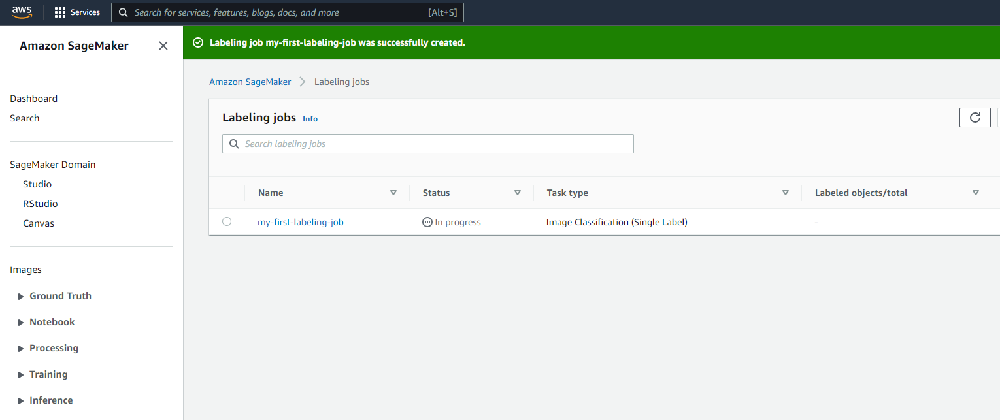 aws
Services
Search for services, features, blogs, docs, and more
[Alt+S]
Amazon SageMaker
Dashboard
Search
SageMaker Domain
Studio
RStudio
Canvas
Images
Ground Truth
Notebook
Processing
Training
Inference
Labeling job my-first-labeling-job was successfully created.
Amazon SageMaker
Labeling jobs
Labeling jobs Info
Search labeling jobs
Name Status Task type Labeled objects/total
my-first-labeling-job In progress Image Classification (Single Label) -